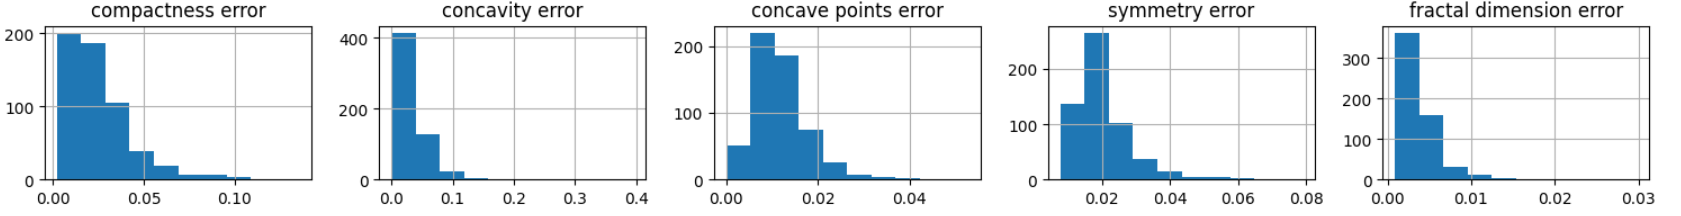 compactness error
200
100
0
0.00 0.05 0.10
concavity error
400
200
0
0.0 0.1 0.2 0.3 0.4
concave points error
200
100
0
0.00 0.02 0.04
symmetry error
200
100
0
0.02 0.04 0.06 0.08
fractal dimension error
300
200
100
0
0.00 0.01 0.02 0.03